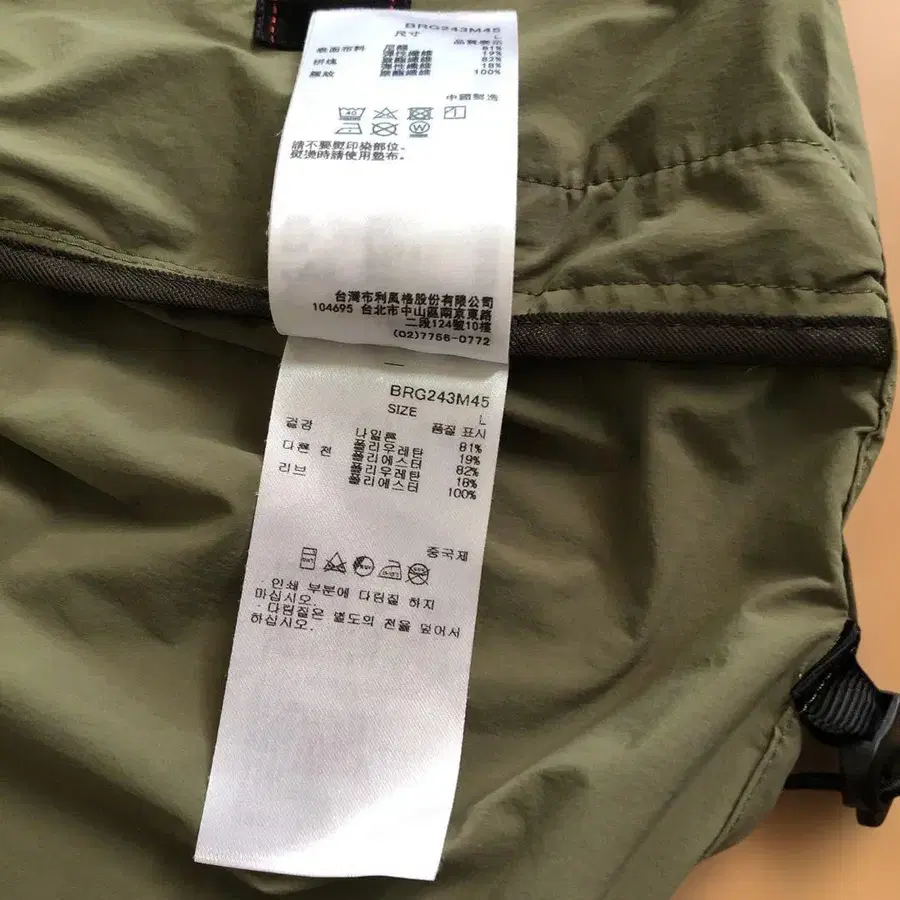 BRG243M45
尺寸 L
品質表示
表面布料 尼龍 81%
彈性纖維 19%
拼塊 聚酯纖維 82%
彈性纖維 18%
羅紋 聚酯纖維 100%
中國製造
40
W
請不要熨印染部位.
熨燙時請使用墊布.
台灣市利風格股份有限公司
104695 台北市中山區南京東路
二段124號10樓
(02)7756-0772
BRG243M45
SIZE L
겉감 품질 표시
나일론 81%
다른 천 폴리우레탄 19%
폴리에스터 82%
리브 폴리우레탄 18%
폴리에스터 100%
중국제
· 인쇄 부분에 다림질 하지
마십시오.
· 다림질은 별도의 천을 덮어서
하십시오.